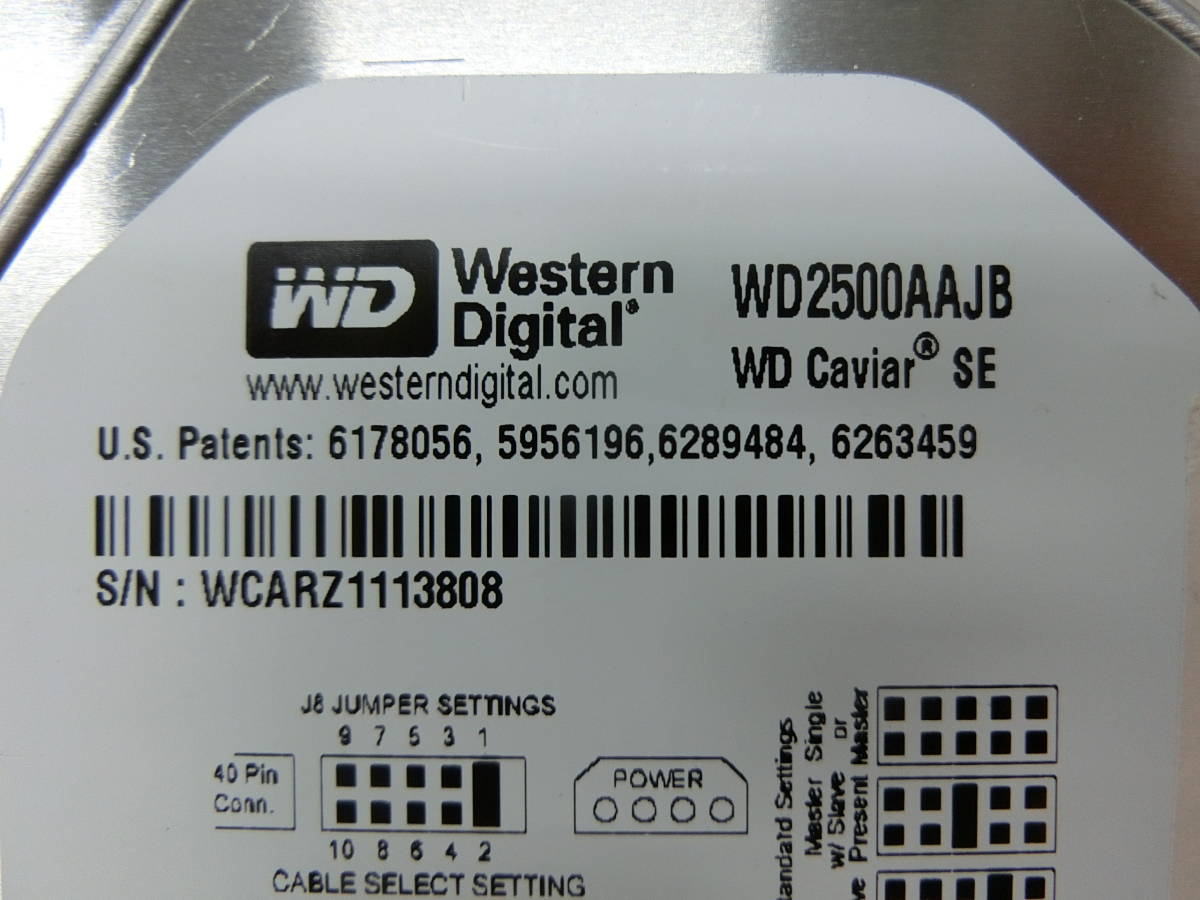 WD Western Digital®
www.westerndigital.com
WD2500AAJB
WD Caviar® SE
U.S. Patents: 6178056, 5956196,6289484, 6263459
S/N : WCARZ1113808
J8 JUMPER SETTINGS
9 7 5 3 1
40 Pin
Conn.
10 8 6 4 2
CABLE SELECT SETTING
POWER
Settings
Master Single
or
Master
w/ Slave
Present